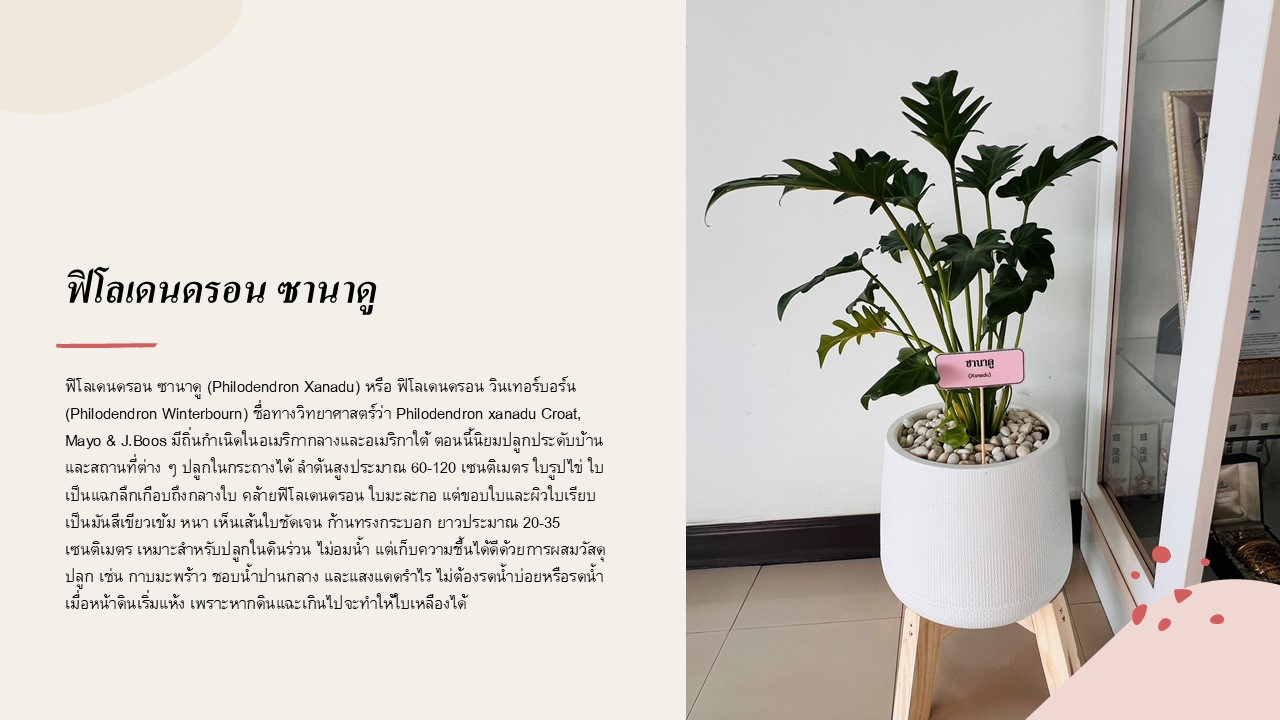 ฟิโลเดนดรอน ซานาดู
ฟิโลเดนดรอน ซานาดู (Philodendron Xanadu) หรือ ฟิโลเดนดรอน วินเทอร์บอร์น
(Philodendron Winterbourn) ชื่อทางวิทยาศาสตร์ว่า Philodendron xanadu Croat,
Mayo & J.Boos มีถิ่นกำเนิดในอเมริกากลางและอเมริกาใต้ ตอนนี้นิยมปลูกประดับบ้าน
และสถานที่ต่าง ๆ ปลูกในกระถางได้ ลำต้นสูงประมาณ 60-120 เซนติเมตร ใบรูปไข่ ใบ
เป็นแฉกลึกเกือบถึงกลางใบ คล้ายฟิโลเดนดรอน ใบมะละกอ แต่ขอบใบและผิวใบเรียบ
เป็นมันสีเขียวเข้ม หนา เห็นเส้นใบชัดเจน ก้านทรงกระบอก ยาวประมาณ 20-35
เซนติเมตร เหมาะสำหรับปลูกในดินร่วน ไม่อมน้ำ แต่เก็บความชื้นได้ดีด้วยการผสมวัสดุ
ปลูก เช่น กาบมะพร้าว ชอบน้ำปานกลาง และแสงแดดรำไร ไม่ต้องรดน้ำบ่อยหรือรดน้ำ
เมื่อหน้าดินเริ่มแห้ง เพราะหากดินแฉะเกินไปจะทำให้ใบเหลืองได้
ซานาดู
(Xanadu)